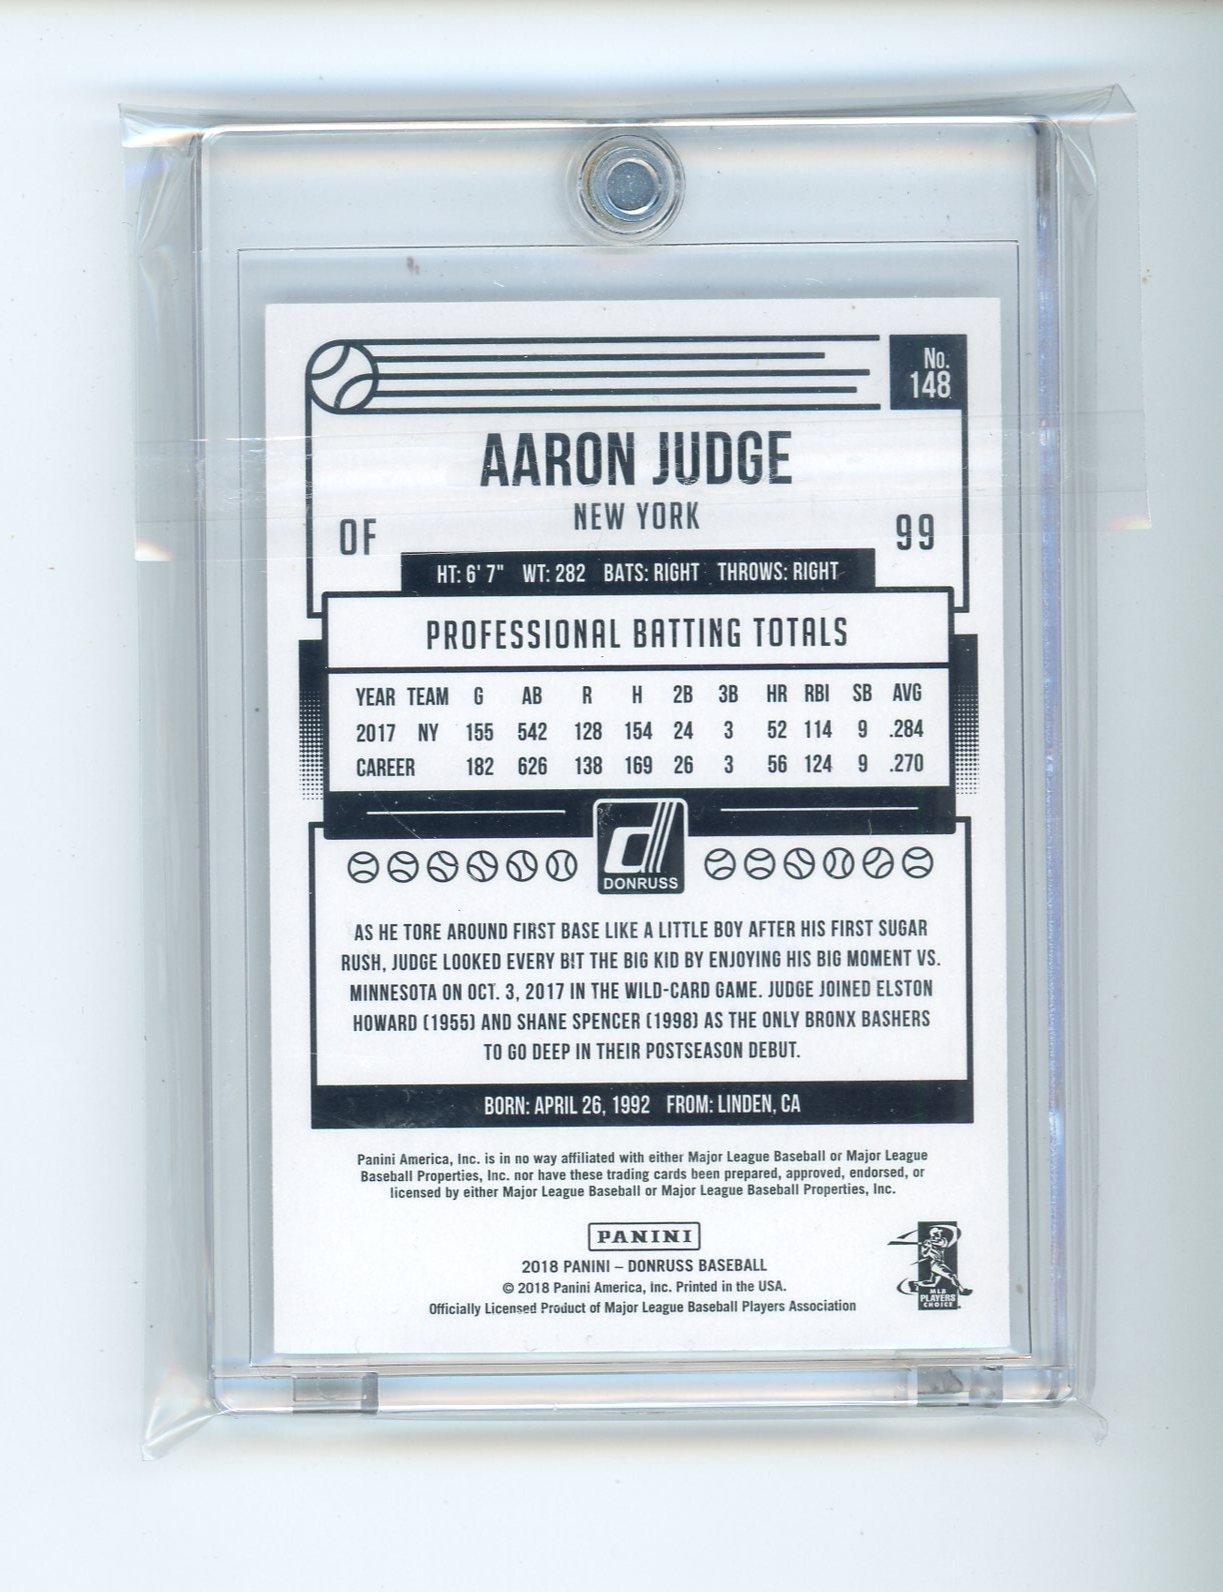 No.
148
AARON JUDGE
NEW YORK
OF
99
HT: 6' 7" WT: 282 BATS: RIGHT THROWS: RIGHT
PROFESSIONAL BATTING TOTALS
YEAR TEAM G AB R H 2B 3B HR RBI SB AVG
2017 NY 155 542 128 154 24 3 52 114 9 .284
CAREER 182 626 138 169 26 3 56 124 9 .270
d
DONRUSS
AS HE TORE AROUND FIRST BASE LIKE A LITTLE BOY AFTER HIS FIRST SUGAR
RUSH, JUDGE LOOKED EVERY BIT THE BIG KID BY ENJOYING HIS BIG MOMENT VS.
MINNESOTA ON OCT. 3, 2017 IN THE WILD-CARD GAME. JUDGE JOINED ELSTON
HOWARD (1955) AND SHANE SPENCER (1998) AS THE ONLY BRONX BASHERS
TO GO DEEP IN THEIR POSTSEASON DEBUT.
BORN: APRIL 26, 1992 FROM: LINDEN, CA
Panini America, Inc. is in no way affiliated with either Major League Baseball or Major League
Baseball Properties, Inc. nor have these trading cards been prepared, approved, endorsed, or
licensed by either Major League Baseball or Major League Baseball Properties, Inc.
PANINI
2018 PANINI – DONRUSS BASEBALL
© 2018 Panini America, Inc. Printed in the USA.
Officially Licensed Product of Major League Baseball Players Association
MLB
PLAYERS
CHOICE